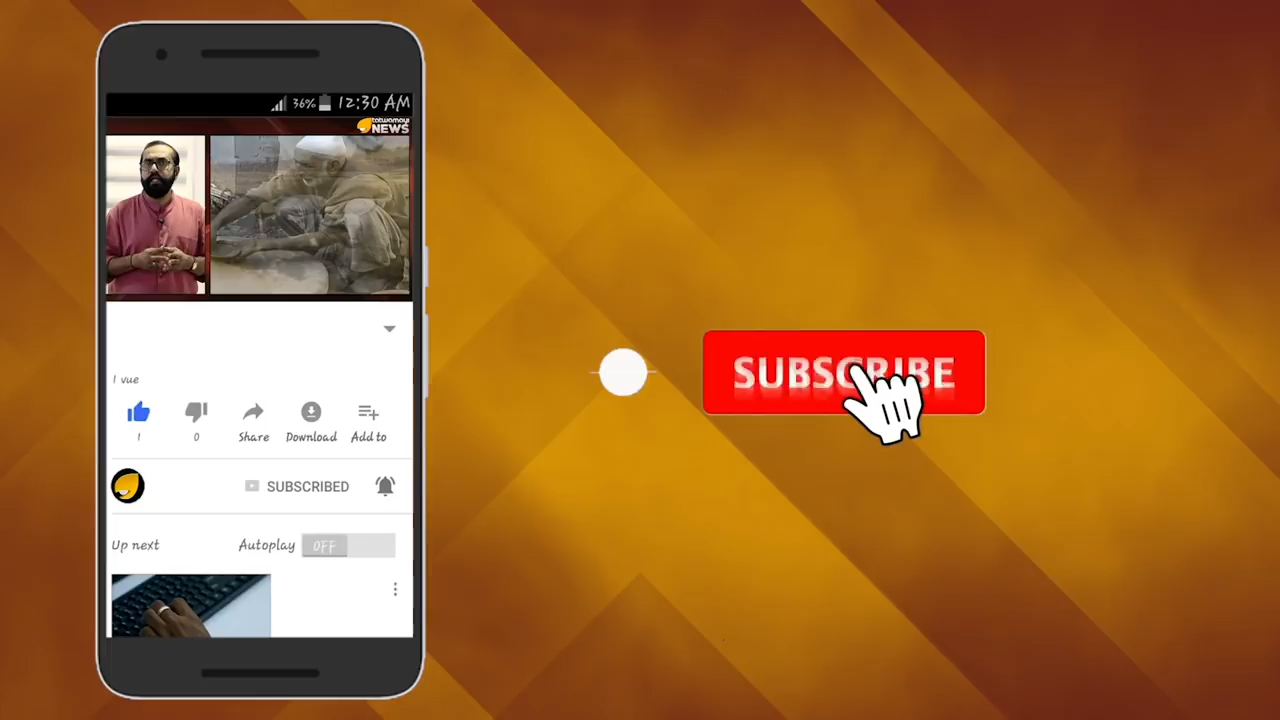 36% 12:30 AM
tatwamayi
NEWS
1 vue
1
0
Share
Download
Add to
SUBSCRIBED
Up next
Autoplay
OFF
SUBSCRIBE